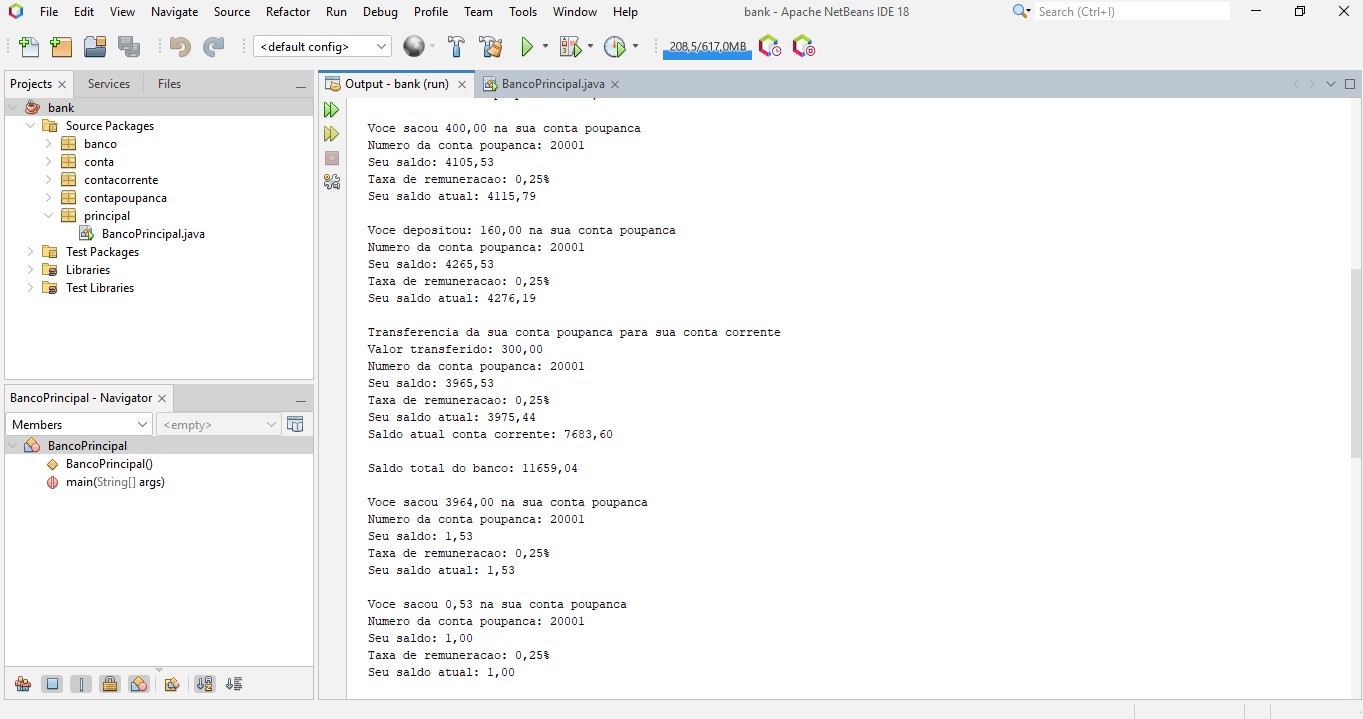 File Edit View Navigate Source Refactor Run Debug Profile Team Tools Window Help
bank - Apache NetBeans IDE 18
Search (Ctrl+I)
<default config>
208,5/617,0MB
Projects
Services
Files
bank
Source Packages
banco
conta
contacorrente
contapoupanca
principal
BancoPrincipal.java
Test Packages
Libraries
Test Libraries
BancoPrincipal - Navigator
Members
<empty>
BancoPrincipal
BancoPrincipal()
main(String[] args)
Output - bank (run)
BancoPrincipal.java
Voce sacou 400,00 na sua conta poupanca
Numero da conta poupanca: 20001
Seu saldo: 4105,53
Taxa de remuneracao: 0,25%
Seu saldo atual: 4115,79
Voce depositou: 160,00 na sua conta poupanca
Numero da conta poupanca: 20001
Seu saldo: 4265,53
Taxa de remuneracao: 0,25%
Seu saldo atual: 4276,19
Transferencia da sua conta poupanca para sua conta corrente
Valor transferido: 300,00
Numero da conta poupanca: 20001
Seu saldo: 3965,53
Taxa de remuneracao: 0,25%
Seu saldo atual: 3975,44
Saldo atual conta corrente: 7683,60
Saldo total do banco: 11659,04
Voce sacou 3964,00 na sua conta poupanca
Numero da conta poupanca: 20001
Seu saldo: 1,53
Taxa de remuneracao: 0,25%
Seu saldo atual: 1,53
Voce sacou 0,53 na sua conta poupanca
Numero da conta poupanca: 20001
Seu saldo: 1,00
Taxa de remuneracao: 0,25%
Seu saldo atual: 1,00